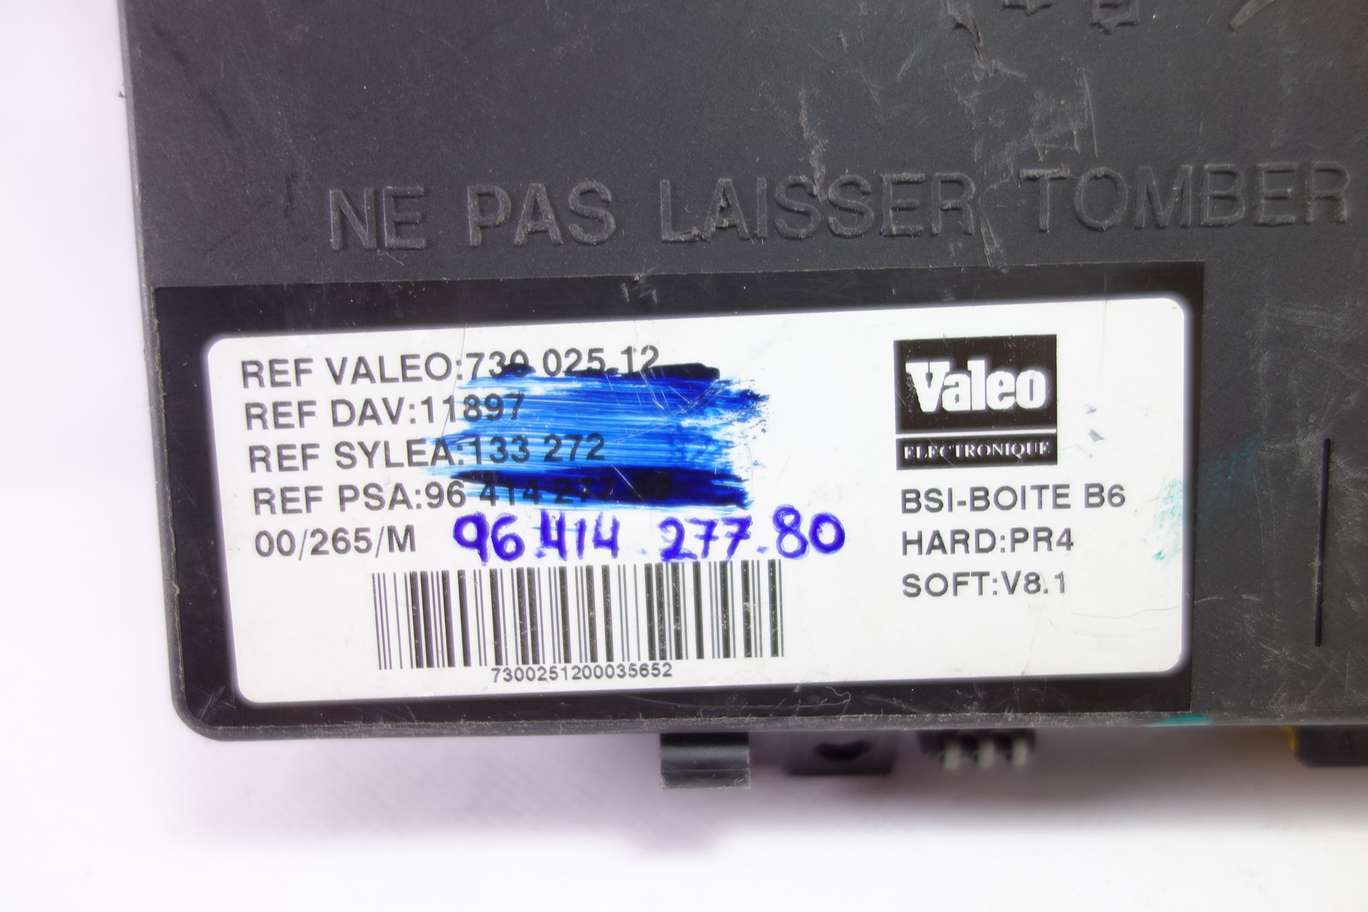 NE PAS LAISSER TOMBER
REF VALEO:730 025 12
REF DAV:11897
REF SYLEA:133 272
REF PSA:96 414 277
00/265/M
96.414.277.80
7300251200035652
Valeo
ELECTRONIQUE
BSI-BOITE B6
HARD:PR4
SOFT:V8.1